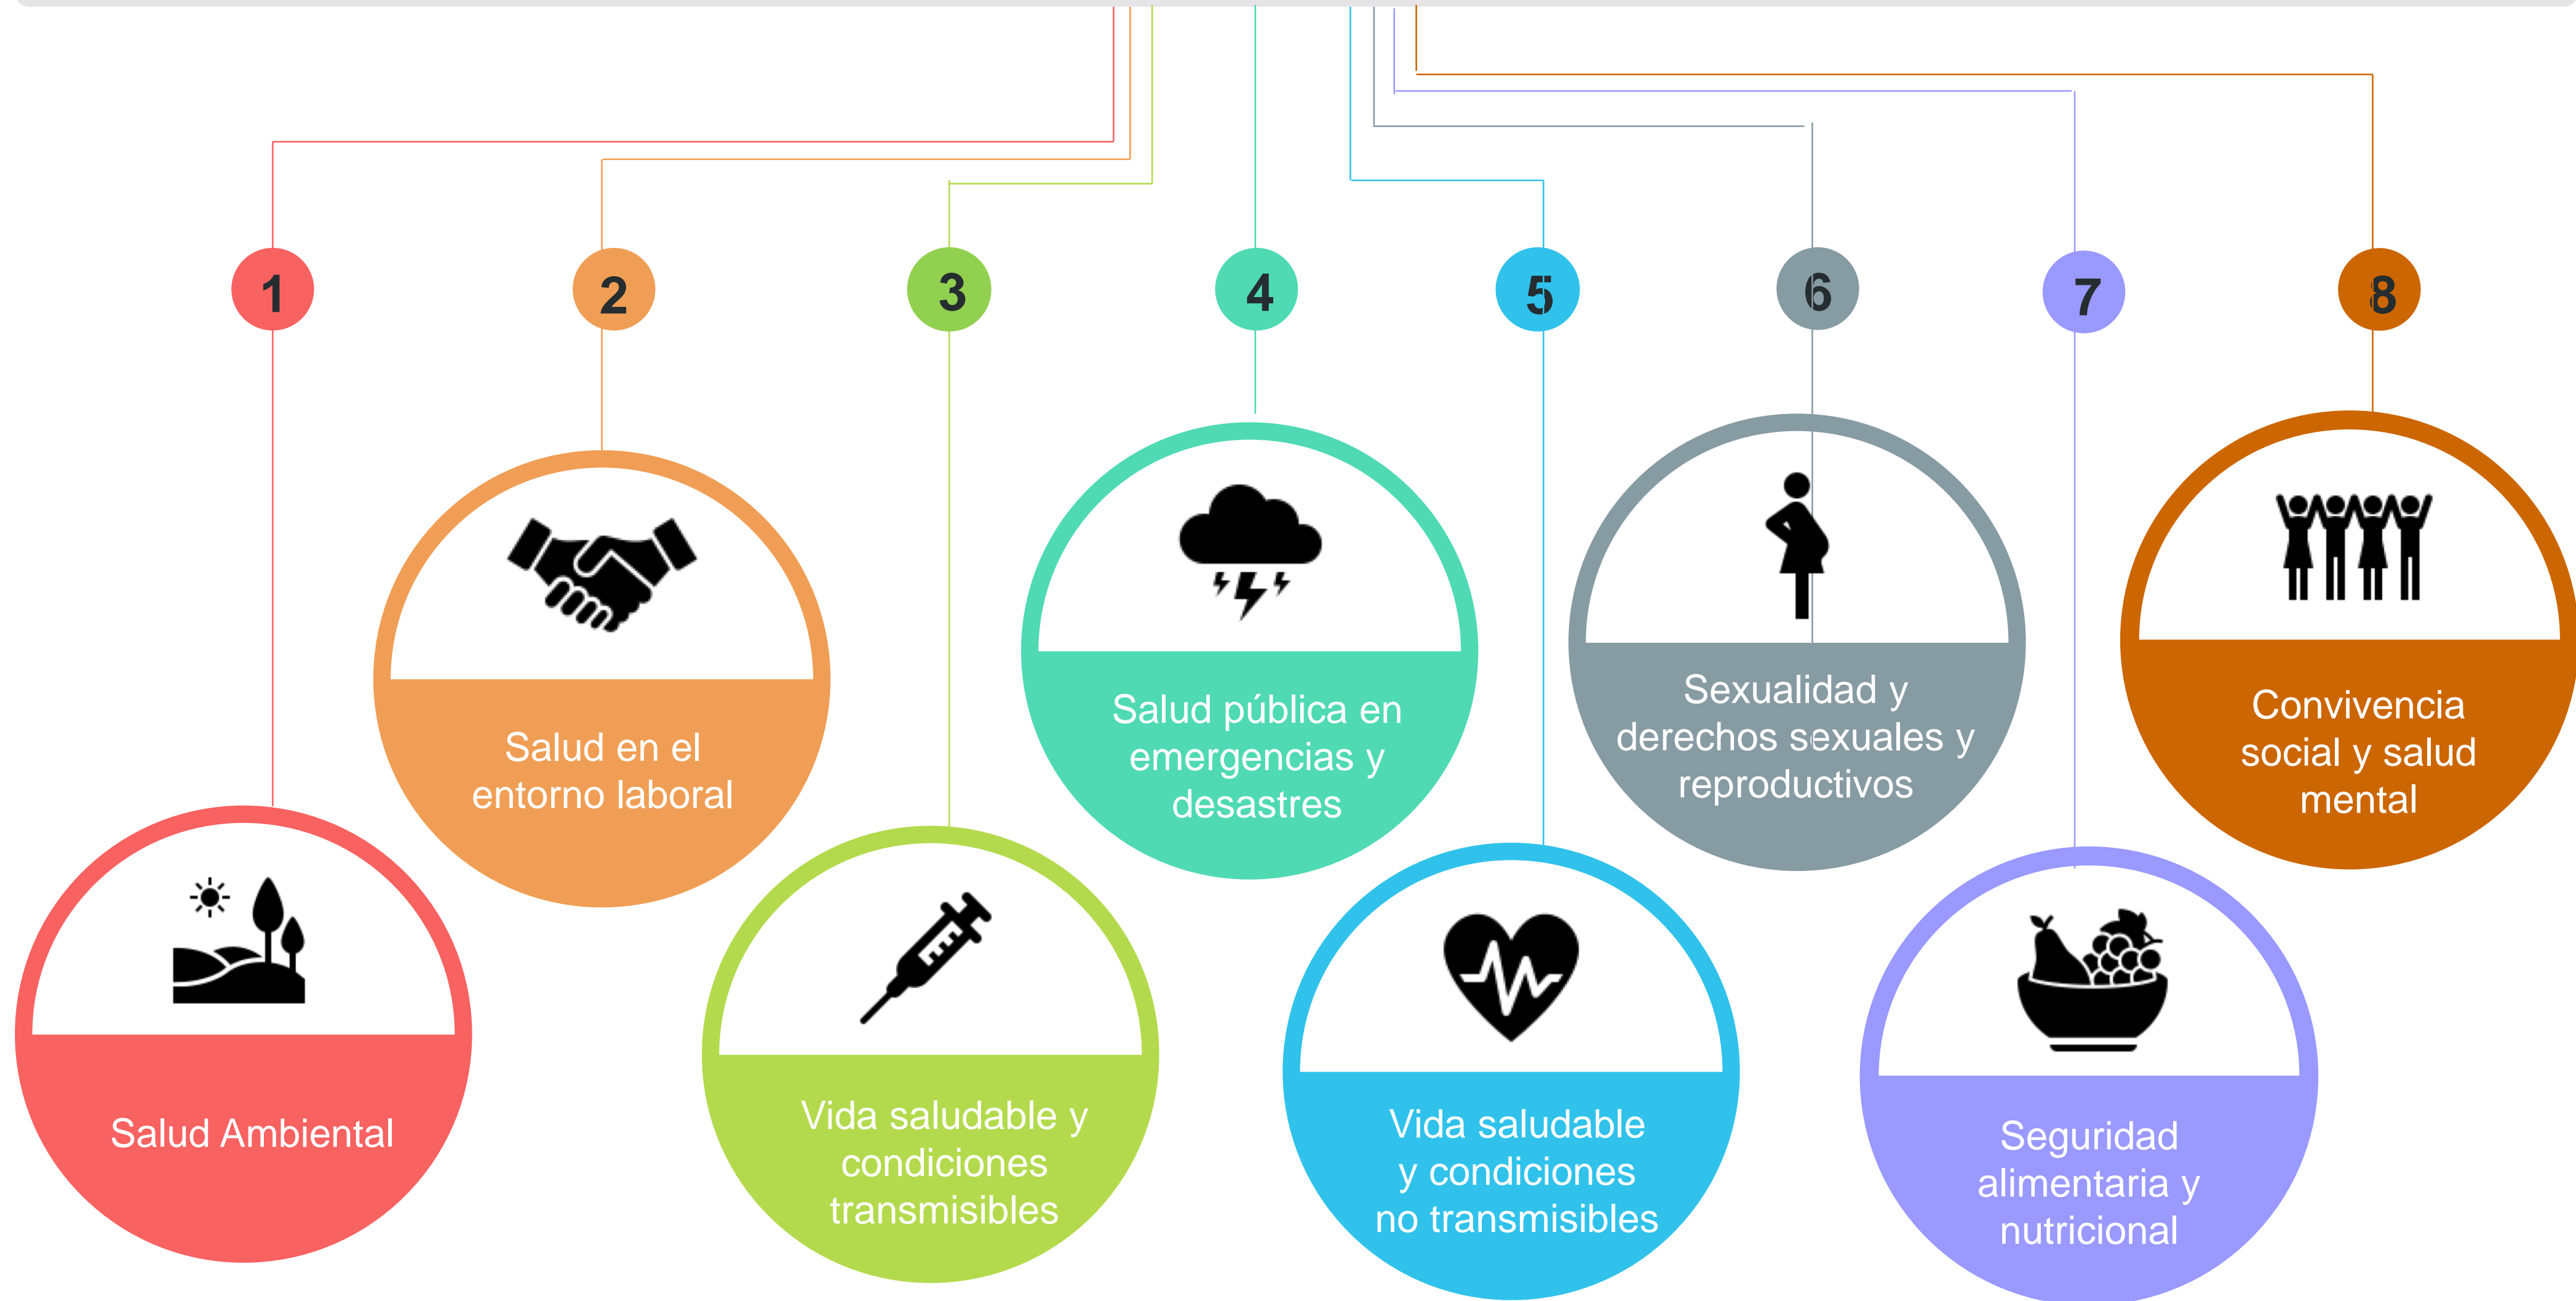 1
2
3
4
5
6
7
8
Salud Ambiental
Salud en el
entorno laboral
Vida saludable y
condiciones
transmisibles
Salud pública en
emergencias y
desastres
Vida saludable
y condiciones
no transmisibles
Sexualidad y
derechos sexuales y
reproductivos
Seguridad
alimentaria y
nutricional
Convivencia
social y salud
mental